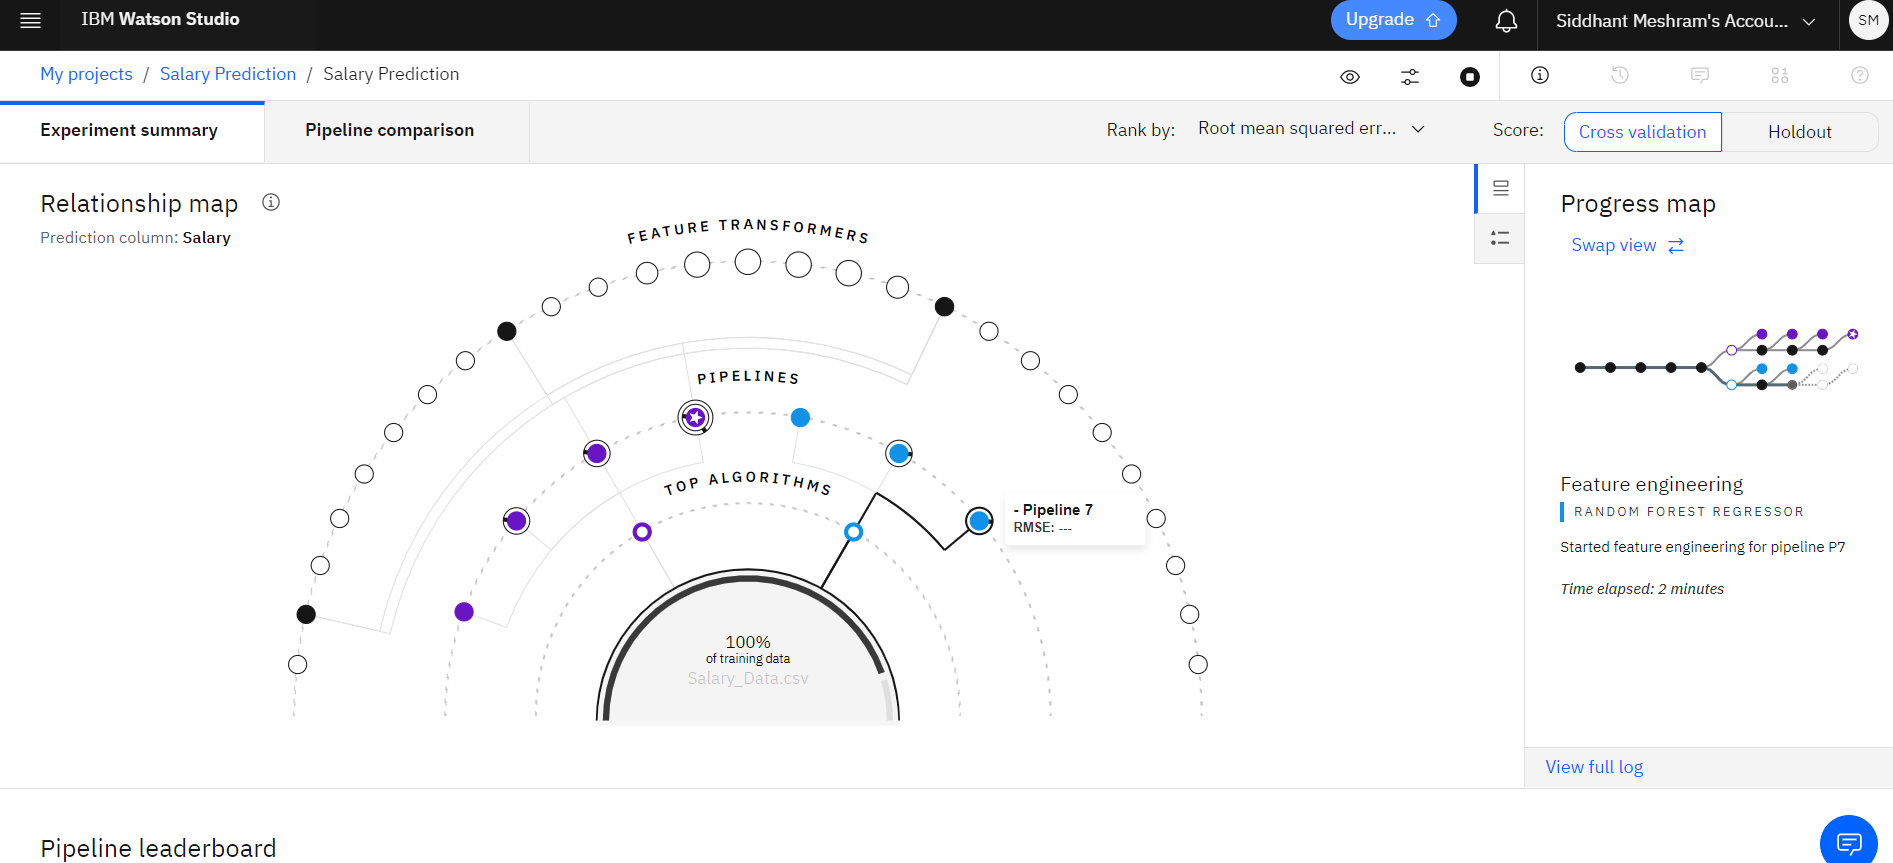 IBM Watson Studio
Upgrade
Siddhant Meshram's Accou...
SM
My projects / Salary Prediction / Salary Prediction
Experiment summary
Pipeline comparison
Rank by:
Root mean squared err...
Score:
Cross validation
Holdout
Relationship map
Prediction column: Salary
FEATURE TRANSFORMERS
PIPELINES
TOP ALGORITHMS
- Pipeline 7
RMSE: ---
100%
of training data
Salary_Data.csv
Progress map
Swap view
Feature engineering
RANDOM FOREST REGRESSOR
Started feature engineering for pipeline P7
Time elapsed: 2 minutes
View full log
Pipeline leaderboard